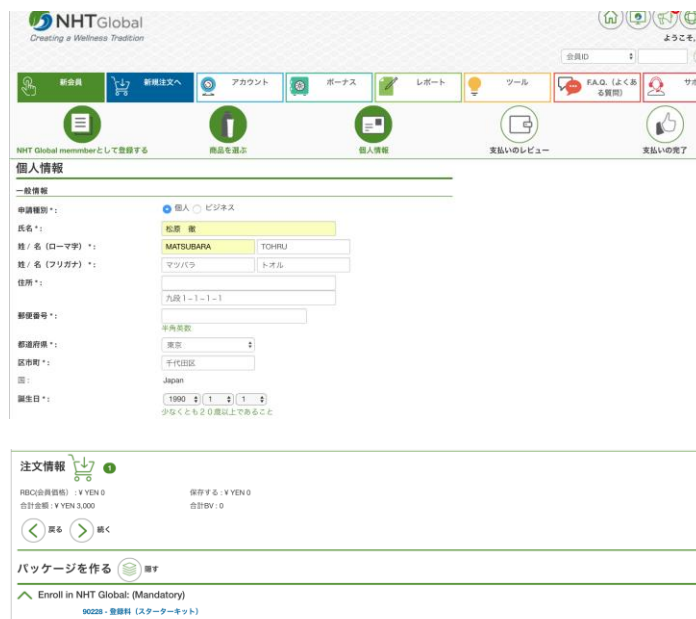 NHTGlobal
Creating a Wellness Tradition
ようこそ,
会員ID
新会員
新規注文へ
アカウント
ボーナス
レポート
ツール
F.A.Q.（よくある質問）
サポ
NHT Global memmberとして登録する
商品を選ぶ
個人情報
支払いのレビュー
支払いの完了
個人情報
一般情報
申請種別 *： 個人 ビジネス
氏名 *： 松原 徹
姓 / 名（ローマ字） *： MATSUBARA TOHRU
姓 / 名（フリガナ） *： マツバラ トオル
住所 *：
九段１−１−１−１
郵便番号 *：
半角英数
都道府県 *： 東京
区市町 *： 千代田区
国： Japan
誕生日 *： 1990 1 1
少なくとも２０歳以上であること
注文情報 1
RBC(会員価格) : ¥ YEN 0 保存する : ¥ YEN 0
合計金額 : ¥ YEN 3,000 合計BV : 0
戻る 続く
パッケージを作る 隠す
Enroll in NHT Global: (Mandatory)
90228 - 登録料（スターターキット）